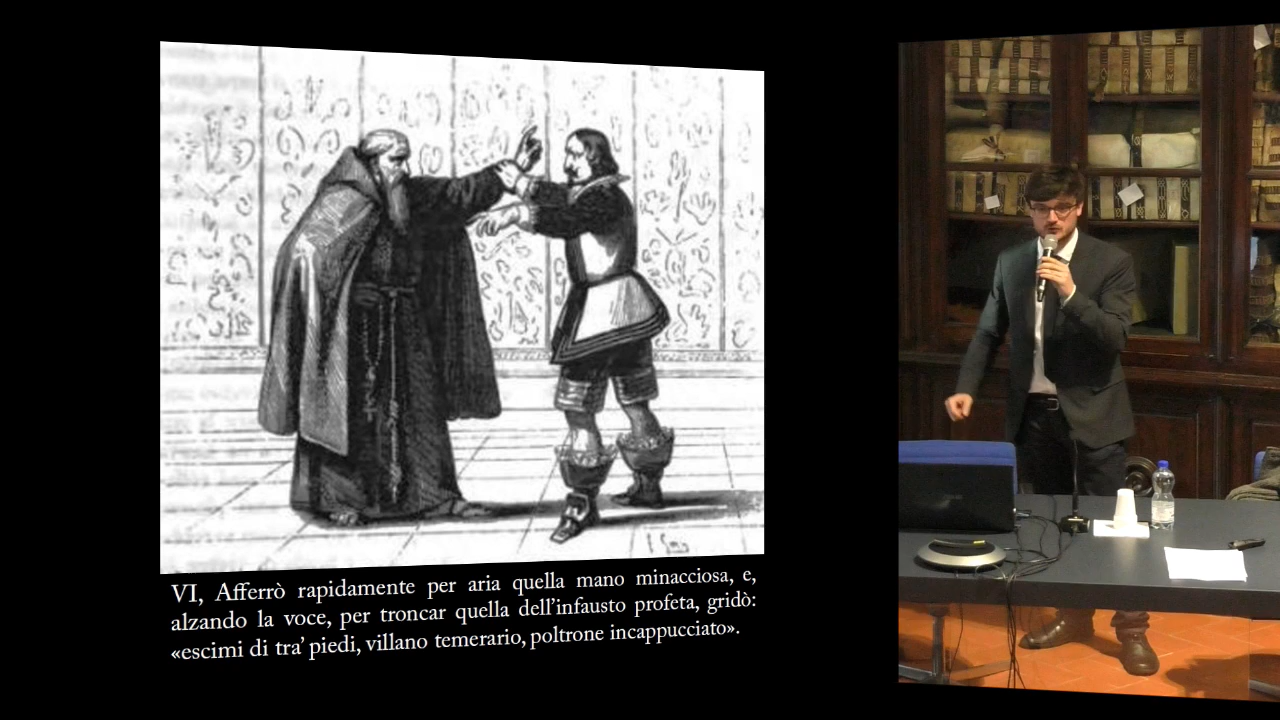 VI, Afferrò rapidamente per aria quella mano minacciosa, e,
alzando la voce, per troncar quella dell’infausto profeta, gridò:
«escimi di tra’ piedi, villano temerario, poltrone incappucciato».